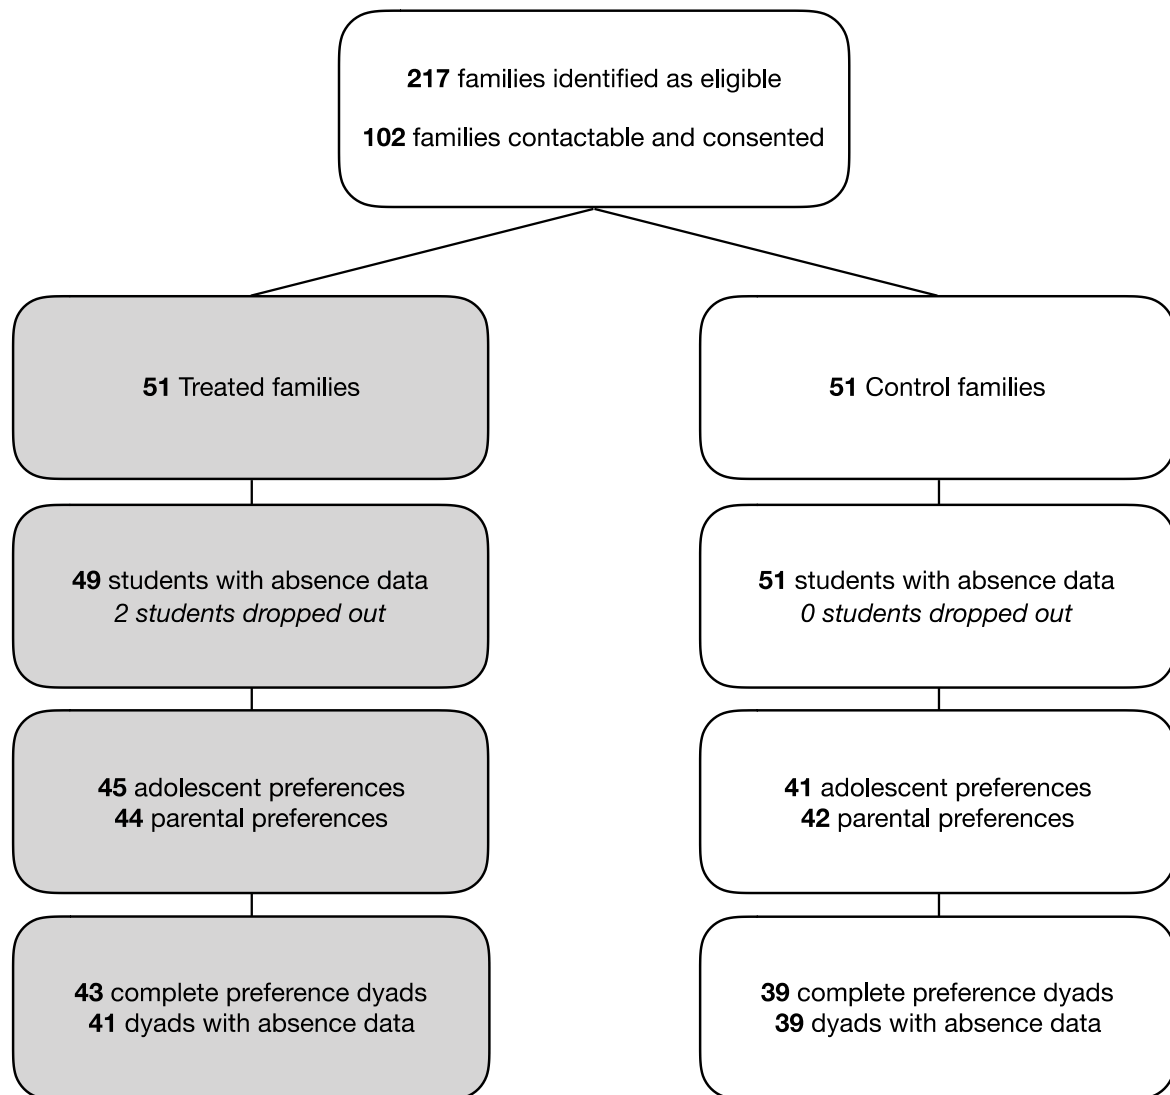 217 families identified as eligible
102 families contactable and consented
51 Treated families
51 Control families
49 students with absence data
2 students dropped out
51 students with absence data
0 students dropped out
45 adolescent preferences
44 parental preferences
41 adolescent preferences
42 parental preferences
43 complete preference dyads
41 dyads with absence data
39 complete preference dyads
39 dyads with absence data